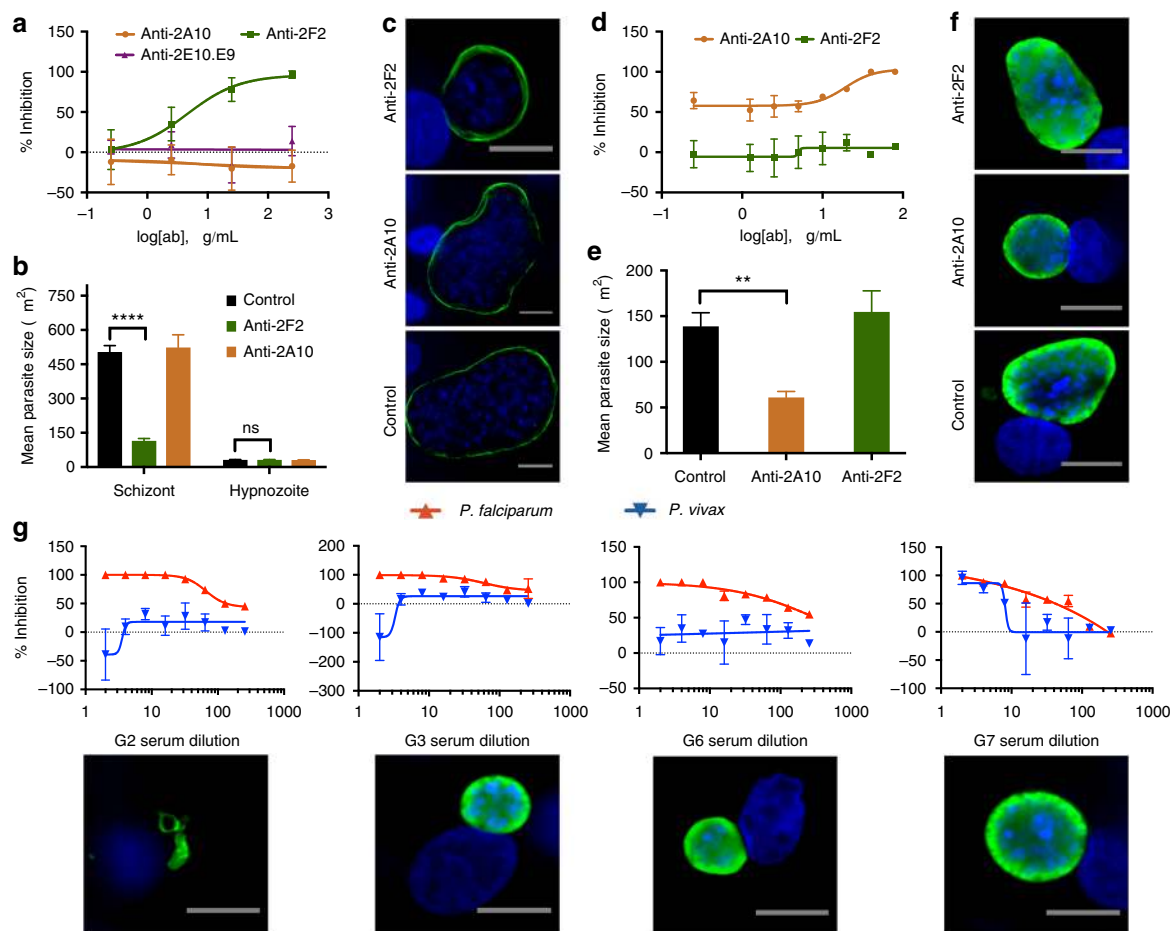 a
Anti-2A10 Anti-2F2
Anti-2E10.E9
% Inhibition
100
50
0
−50
−1 0 1 2 3
log[ab], g/mL
b
Mean parasite size ( m²)
750
600
450
300
150
0
****
ns
Control
Anti-2F2
Anti-2A10
Schizont Hypnozoite
c
Anti-2F2
Anti-2A10
Control
d
Anti-2A10 Anti-2F2
% Inhibition
150
100
50
0
−50
−1 0 1 2
log[ab], g/mL
e
Mean parasite size ( m²)
200
150
100
50
0
**
Control Anti-2A10 Anti-2F2
f
Anti-2F2
Anti-2A10
Control
P. falciparum P. vivax
g
% Inhibition
150
100
50
0
−50
−100
1 10 100 1000
G2 serum dilution
200
100
0
−100
−200
−300
1 10 100 1000
G3 serum dilution
150
100
50
0
−50
1 10 100 1000
G6 serum dilution
150
100
50
0
−50
−100
1 10 100 1000
G7 serum dilution